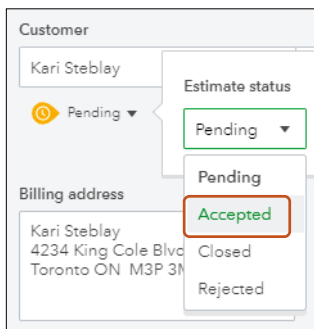 Customer
Kari Steblay
Pending
Estimate status
Pending
Pending
Accepted
Closed
Rejected
Billing address
Kari Steblay
4234 King Cole Blvd
Toronto ON M3P